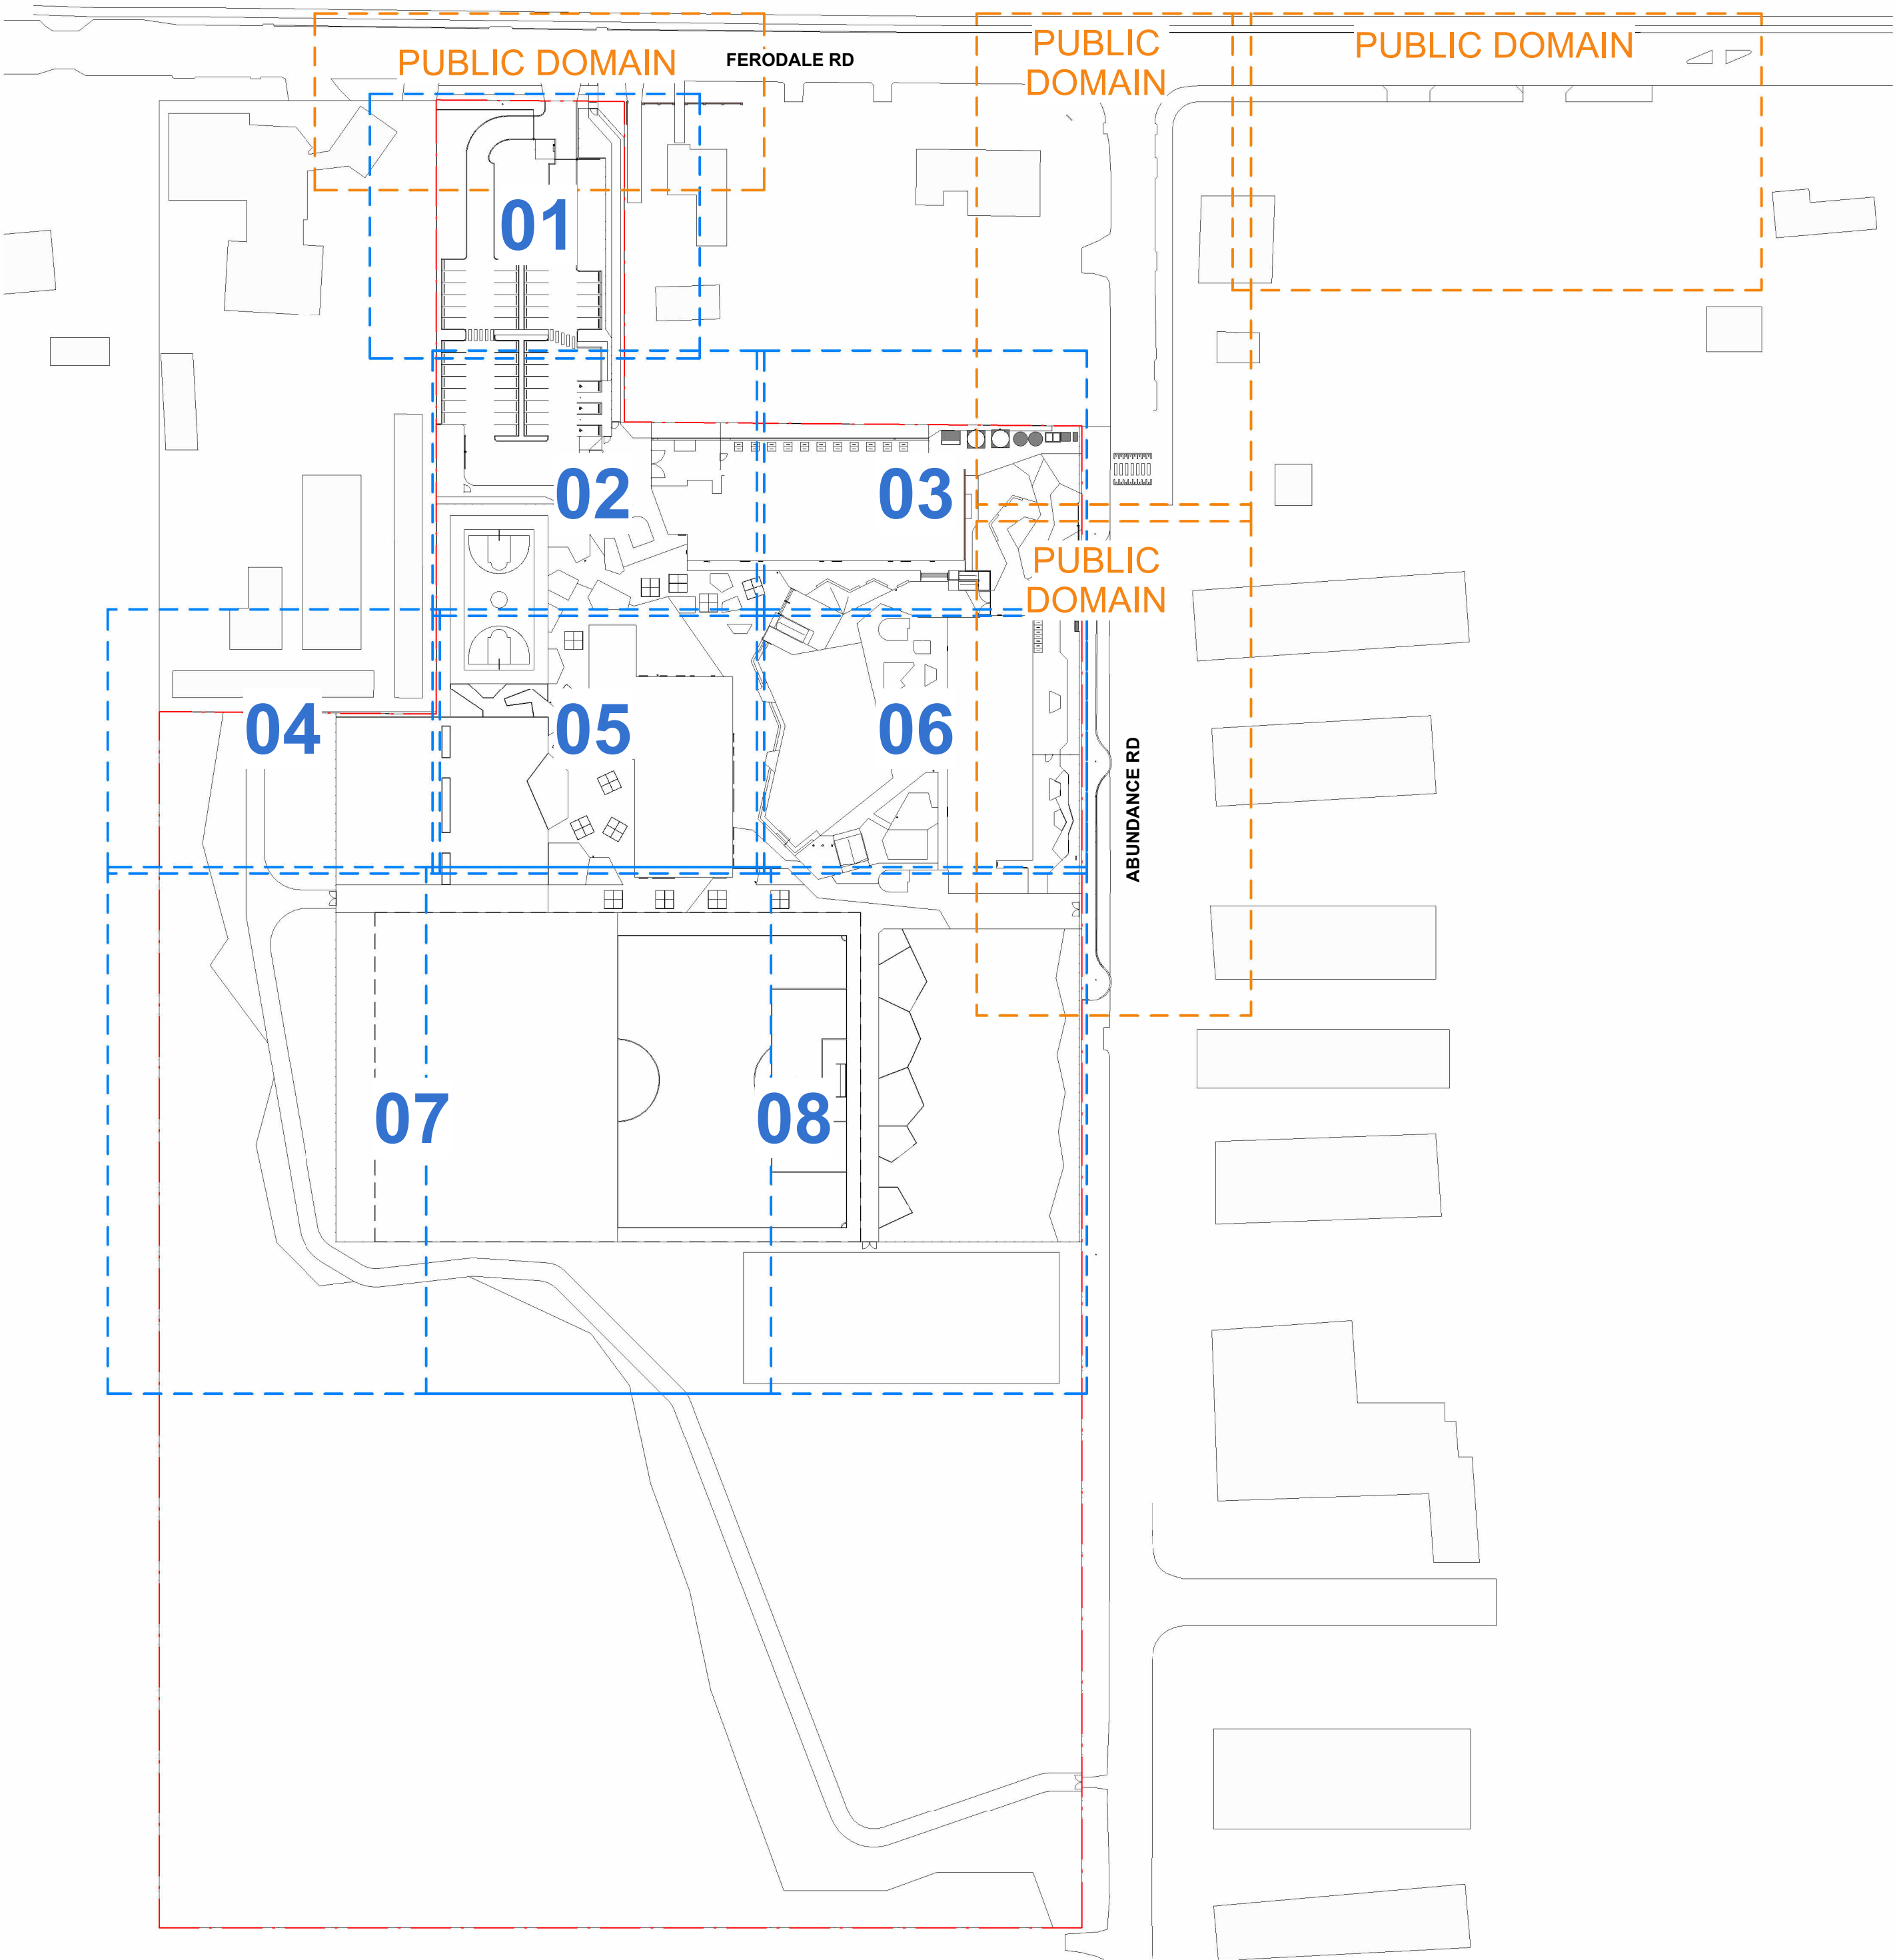 PUBLIC DOMAIN
FERODALE RD
PUBLIC
DOMAIN
PUBLIC DOMAIN
01
02
03
PUBLIC
DOMAIN
04
05
06
ABUNDANCE RD
07
08